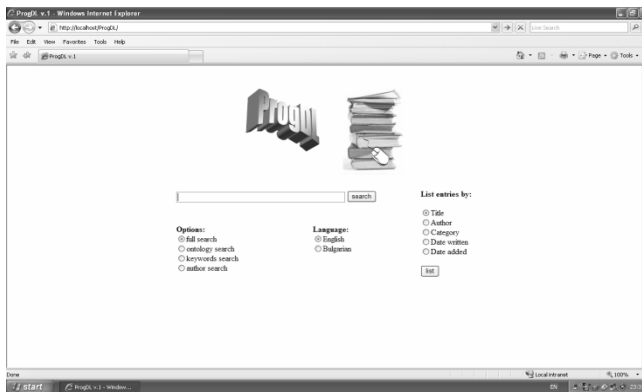 ProgDL v.1 - Windows Internet Explorer
http://localhost/ProgDL/
Live Search
File Edit View Favorites Tools Help
ProgDL v.1
Page Tools
ProgDL
search
List entries by:
Title
Author
Category
Date written
Date added
list
Options:
full search
ontology search
keywords search
author search
Language:
English
Bulgarian
Done
Local intranet
100%
start
ProgDL v.1 - Window...
EN